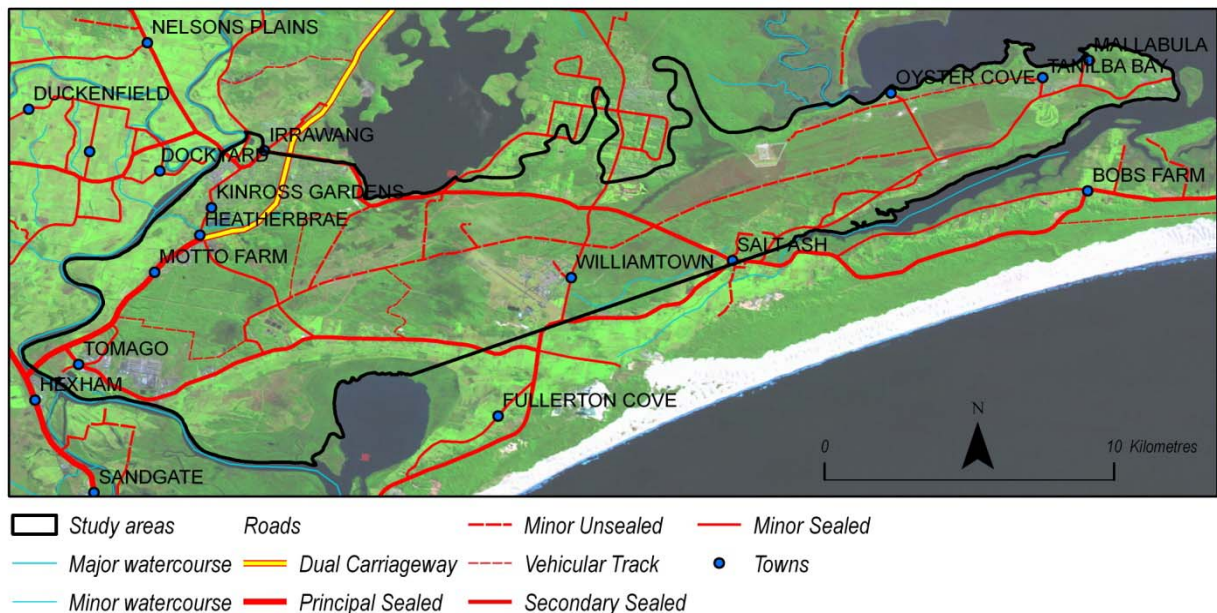 NELSONS PLAINS
MALLABULA
TANILBA BAY
OYSTER COVE
DUCKENFIELD
IRRAWANG
DOCKYARD
KINROSS GARDENS
BOBS FARM
HEATHERBRAE
SALT ASH
MOTTO FARM
WILLIAMTOWN
TOMAGO
HEXHAM
FULLERTON COVE
N
0 10 Kilometres
SANDGATE
Study areas Roads Minor Unsealed Minor Sealed
Major watercourse Dual Carriageway Vehicular Track Towns
Minor watercourse Principal Sealed Secondary Sealed